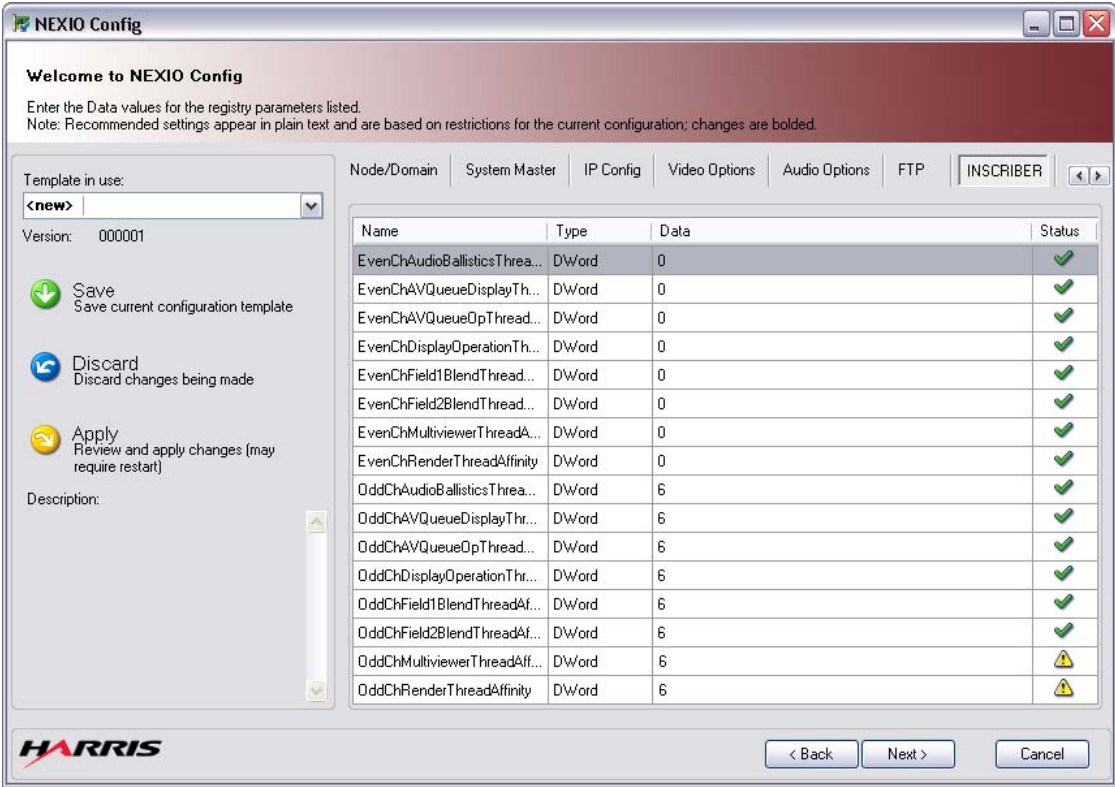 NEXIO Config
Welcome to NEXIO Config
Enter the Data values for the registry parameters listed.
Note: Recommended settings appear in plain text and are based on restrictions for the current configuration; changes are bolded.
Template in use:
<new>
Version: 000001
Save
Save current configuration template
Discard
Discard changes being made
Apply
Review and apply changes (may
require restart)
Description:
Node/Domain System Master IP Config Video Options Audio Options FTP INSCRIBER
Name Type Data Status
EvenChAudioBallisticsThrea... DWord 0
EvenChAVQueueDisplayTh... DWord 0
EvenChAVQueueOpThread... DWord 0
EvenChDisplayOperationTh... DWord 0
EvenChField1BlendThread... DWord 0
EvenChField2BlendThread... DWord 0
EvenChMultiviewerThreadA... DWord 0
EvenChRenderThreadAffinity DWord 0
OddChAudioBallisticsThrea... DWord 6
OddChAVQueueDisplayThr... DWord 6
OddChAVQueueOpThread... DWord 6
OddChDisplayOperationThr... DWord 6
OddChField1BlendThreadAf... DWord 6
OddChField2BlendThreadAf... DWord 6
OddChMultiviewerThreadAff... DWord 6
OddChRenderThreadAffinity DWord 6
HARRIS
< Back Next > Cancel